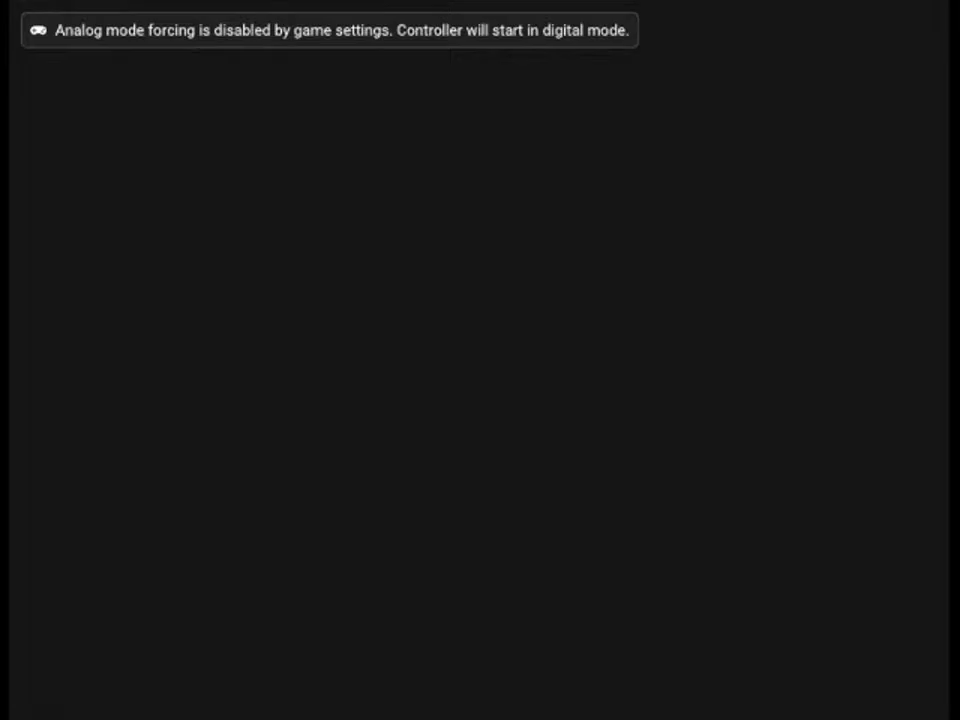 Analog mode forcing is disabled by game settings. Controller will start in digital mode.